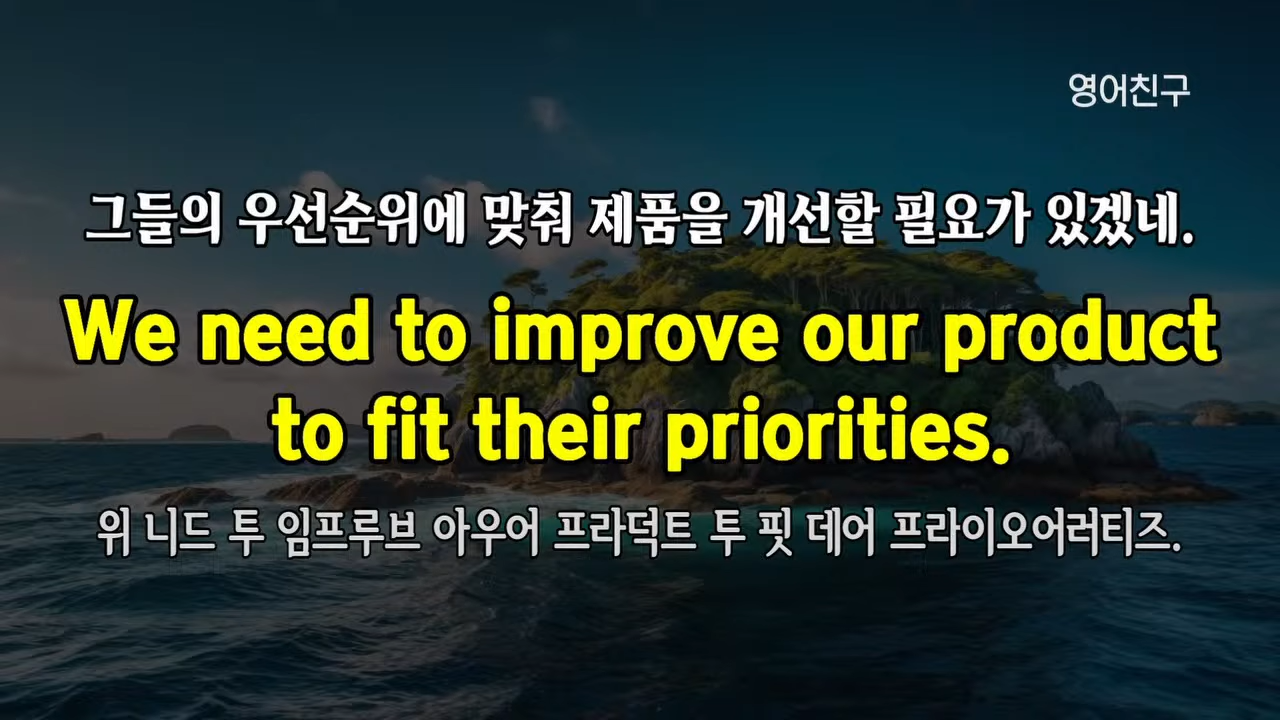 영어친구
그들의 우선순위에 맞춰 제품을 개선할 필요가 있겠네.
We need to improve our product
to fit their priorities.
위 니드 투 임프루브 아우어 프라덕트 투 핏 데어 프라이오어러티즈.